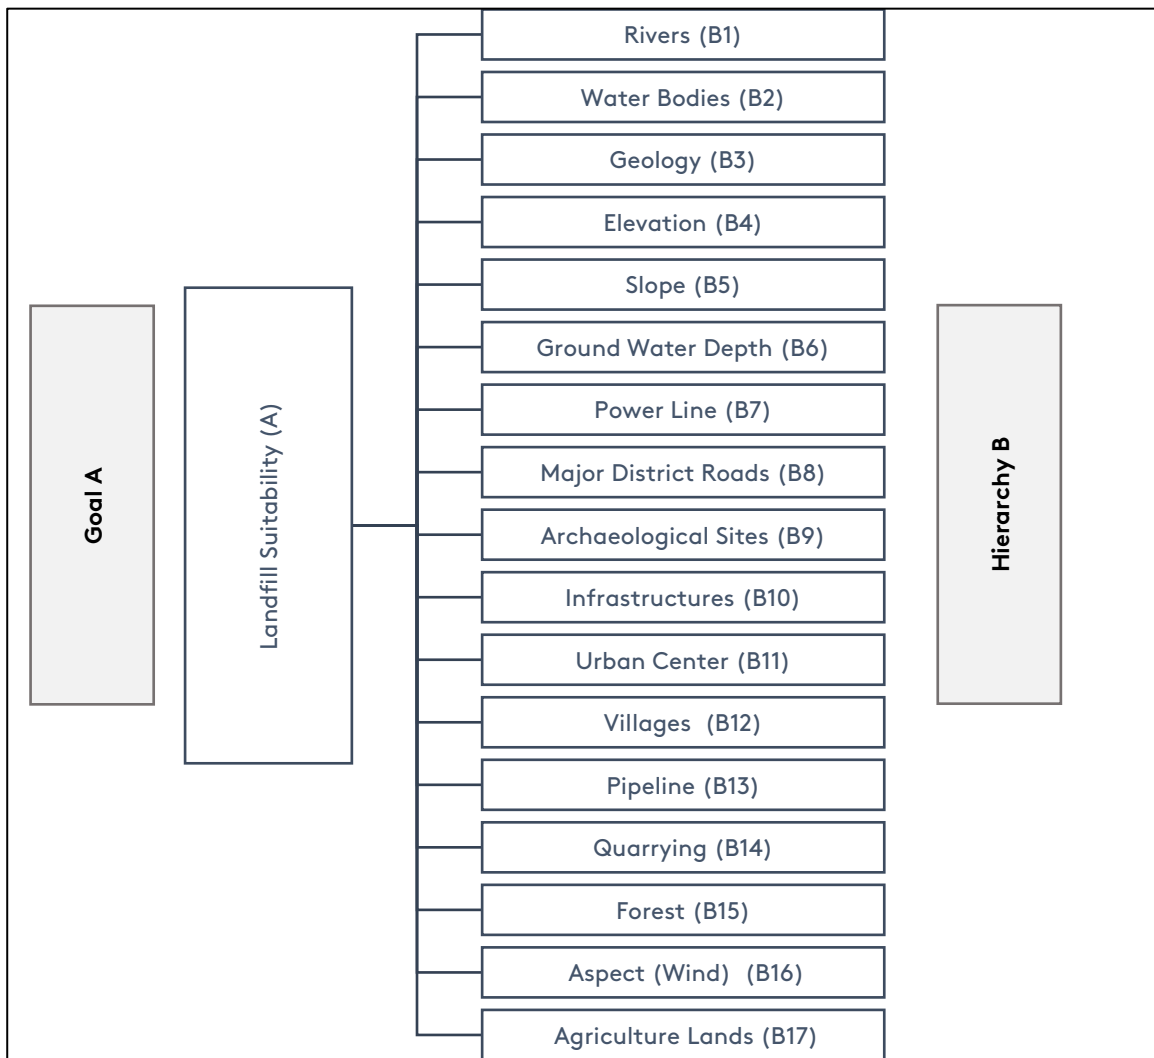 Goal A
Landfill Suitability (A)
Rivers (B1)
Water Bodies (B2)
Geology (B3)
Elevation (B4)
Slope (B5)
Ground Water Depth (B6)
Power Line (B7)
Major District Roads (B8)
Archaeological Sites (B9)
Infrastructures (B10)
Urban Center (B11)
Villages  (B12)
Pipeline (B13)
Quarrying (B14)
Forest (B15)
Aspect (Wind)  (B16)
Agriculture Lands (B17)
Hierarchy B